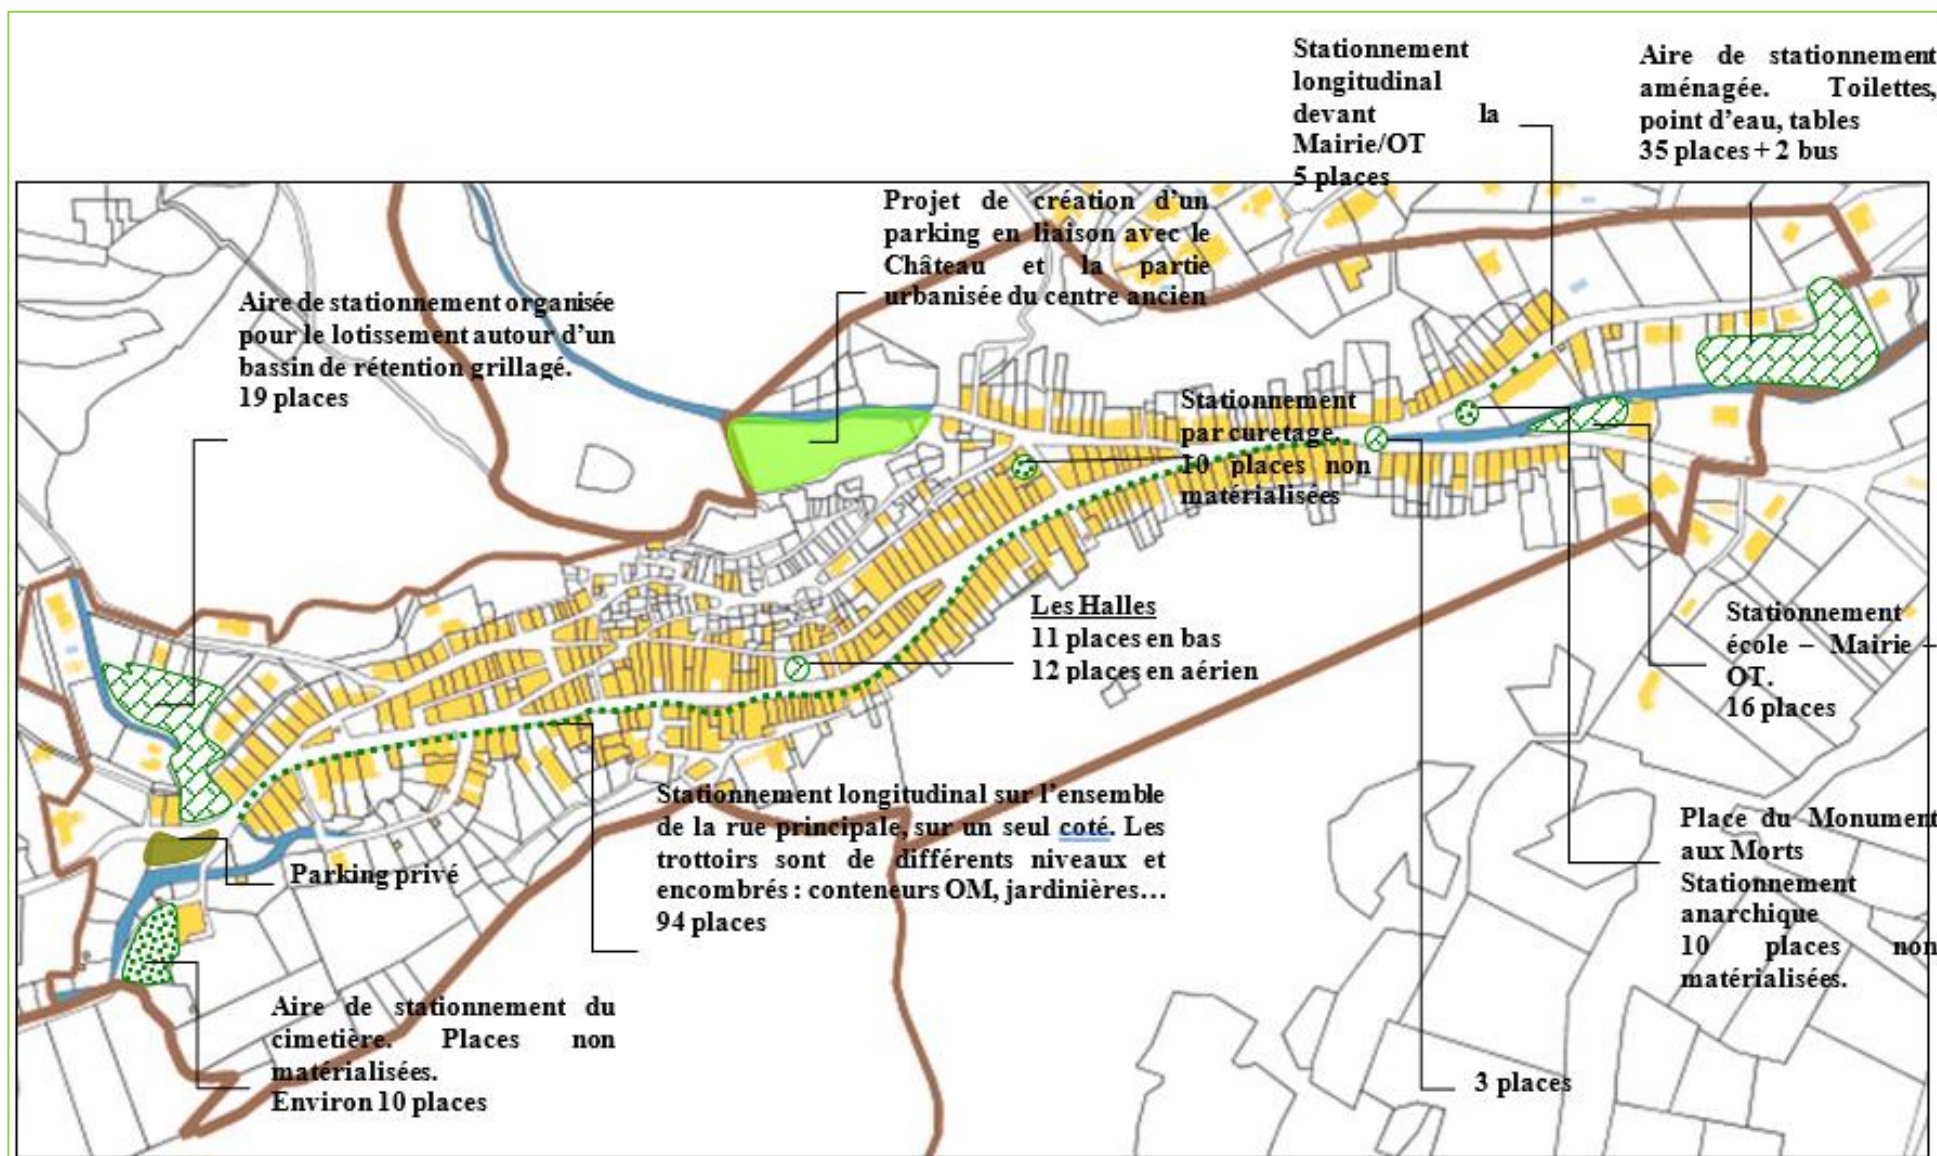 Stationnement
longitudinal
devant la
Mairie/OT
5 places
Aire de stationnement
aménagée. Toilettes,
point d'eau, tables
35 places + 2 bus
Projet de création d'un
parking en liaison avec le
Château et la partie
urbanisée du centre ancien
Aire de stationnement organisée
pour le lotissement autour d'un
bassin de rétention grillagé.
19 places
Stationnement
par curetage.
10 places non
matérialisées
Les Halles
11 places en bas
12 places en aérien
Stationnement
école – Mairie –
OT.
16 places
Stationnement longitudinal sur l'ensemble
de la rue principale, sur un seul coté. Les
trottoirs sont de différents niveaux et
encombrés : conteneurs OM, jardinières…
94 places
Place du Monument
aux Morts
Stationnement
anarchique
10 places non
matérialisées.
Parking privé
Aire de stationnement du
cimetière. Places non
matérialisées.
Environ 10 places
3 places